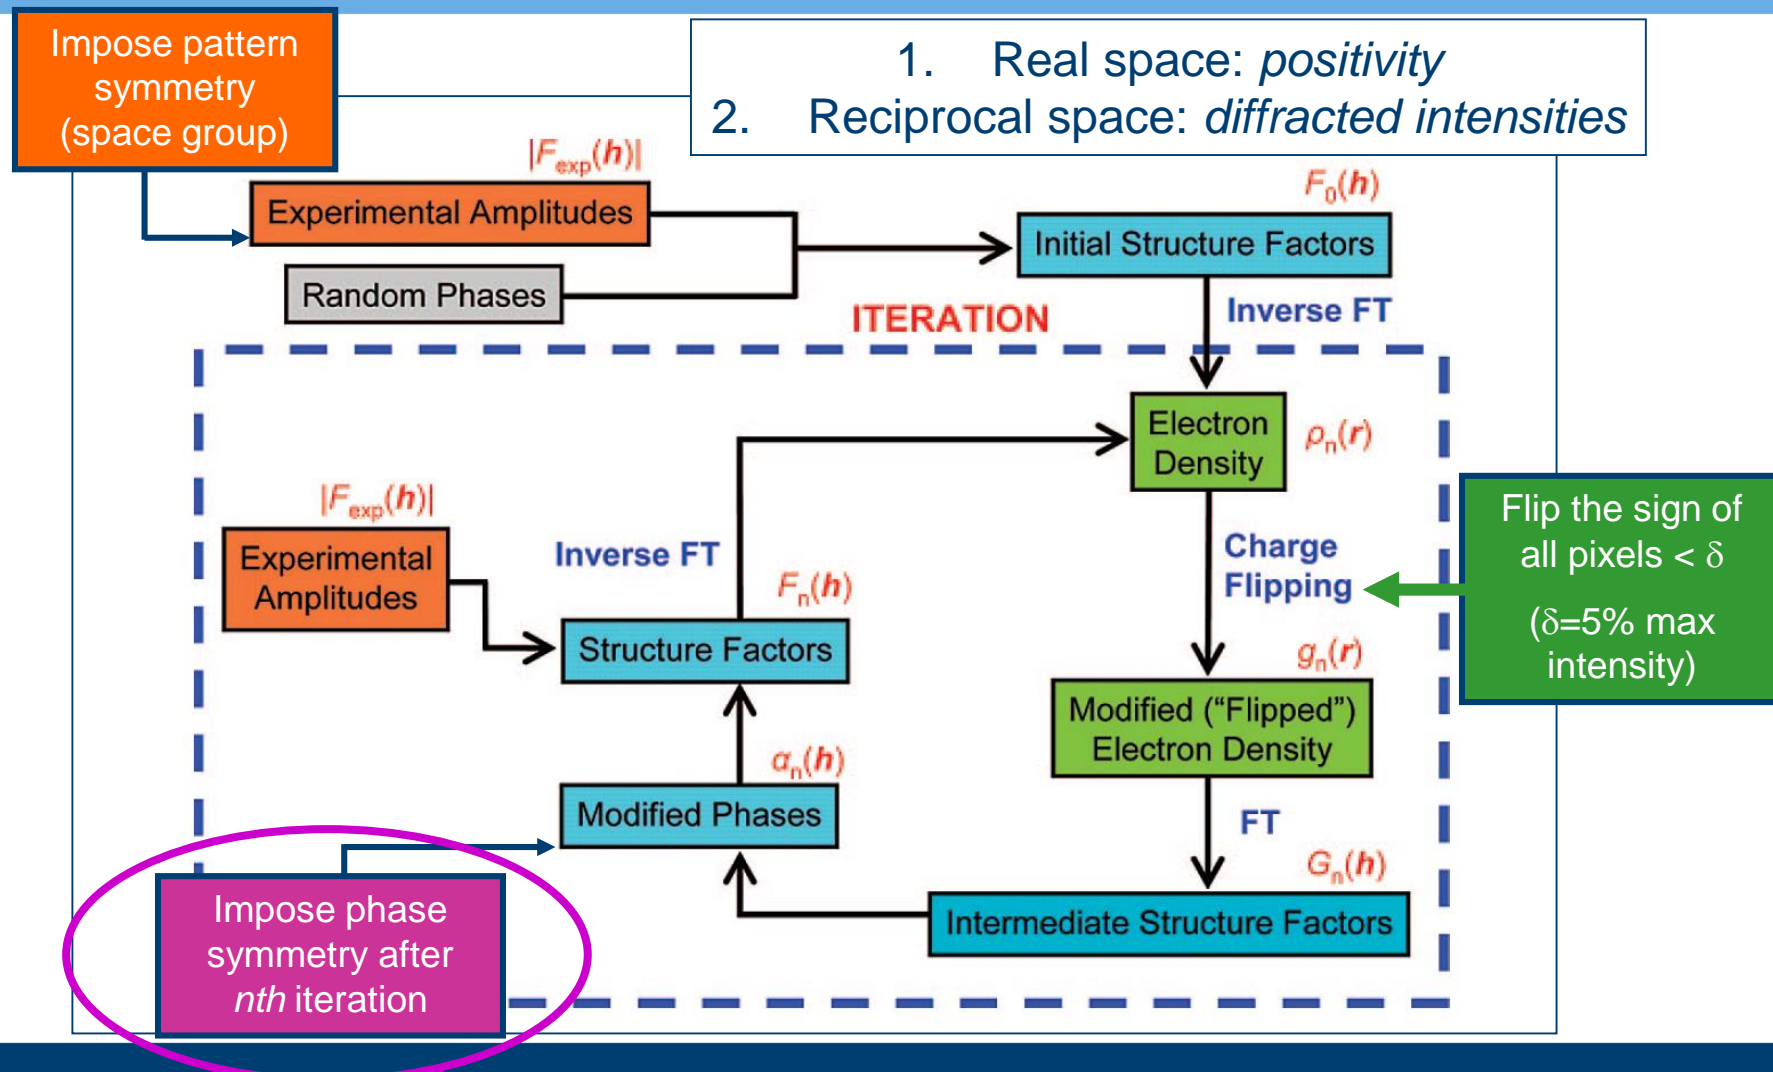 Impose pattern
symmetry
(space group)
1. Real space: positivity
2. Reciprocal space: diffracted intensities
|Fexp(h)|
Experimental Amplitudes
Random Phases
F0(h)
Initial Structure Factors
Inverse FT
ITERATION
Electron
Density
ρn(r)
|Fexp(h)|
Experimental
Amplitudes
Inverse FT
Fn(h)
Structure Factors
Charge
Flipping
Flip the sign of
all pixels < δ
(δ=5% max
intensity)
gn(r)
Modified (“Flipped”)
Electron Density
αn(h)
Modified Phases
FT
Gn(h)
Intermediate Structure Factors
Impose phase
symmetry after
nth iteration